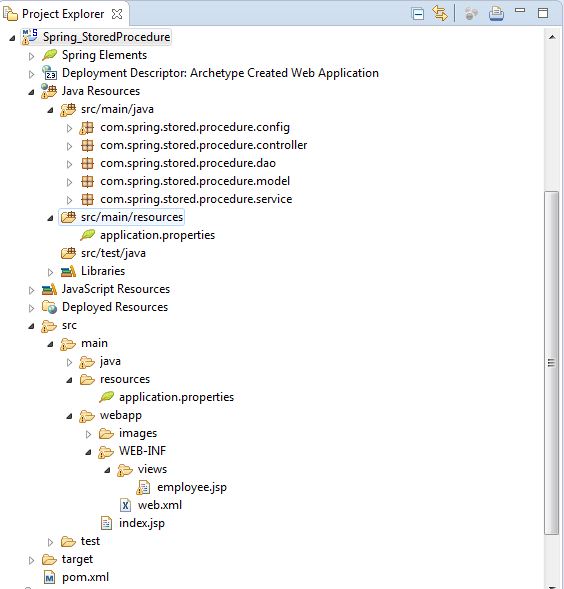 Project Explorer
Spring_StoredProcedure
Spring Elements
Deployment Descriptor: Archetype Created Web Application
Java Resources
src/main/java
com.spring.stored.procedure.config
com.spring.stored.procedure.controller
com.spring.stored.procedure.dao
com.spring.stored.procedure.model
com.spring.stored.procedure.service
src/main/resources
application.properties
src/test/java
Libraries
JavaScript Resources
Deployed Resources
src
main
java
resources
application.properties
webapp
images
WEB-INF
views
employee.jsp
web.xml
index.jsp
test
target
pom.xml